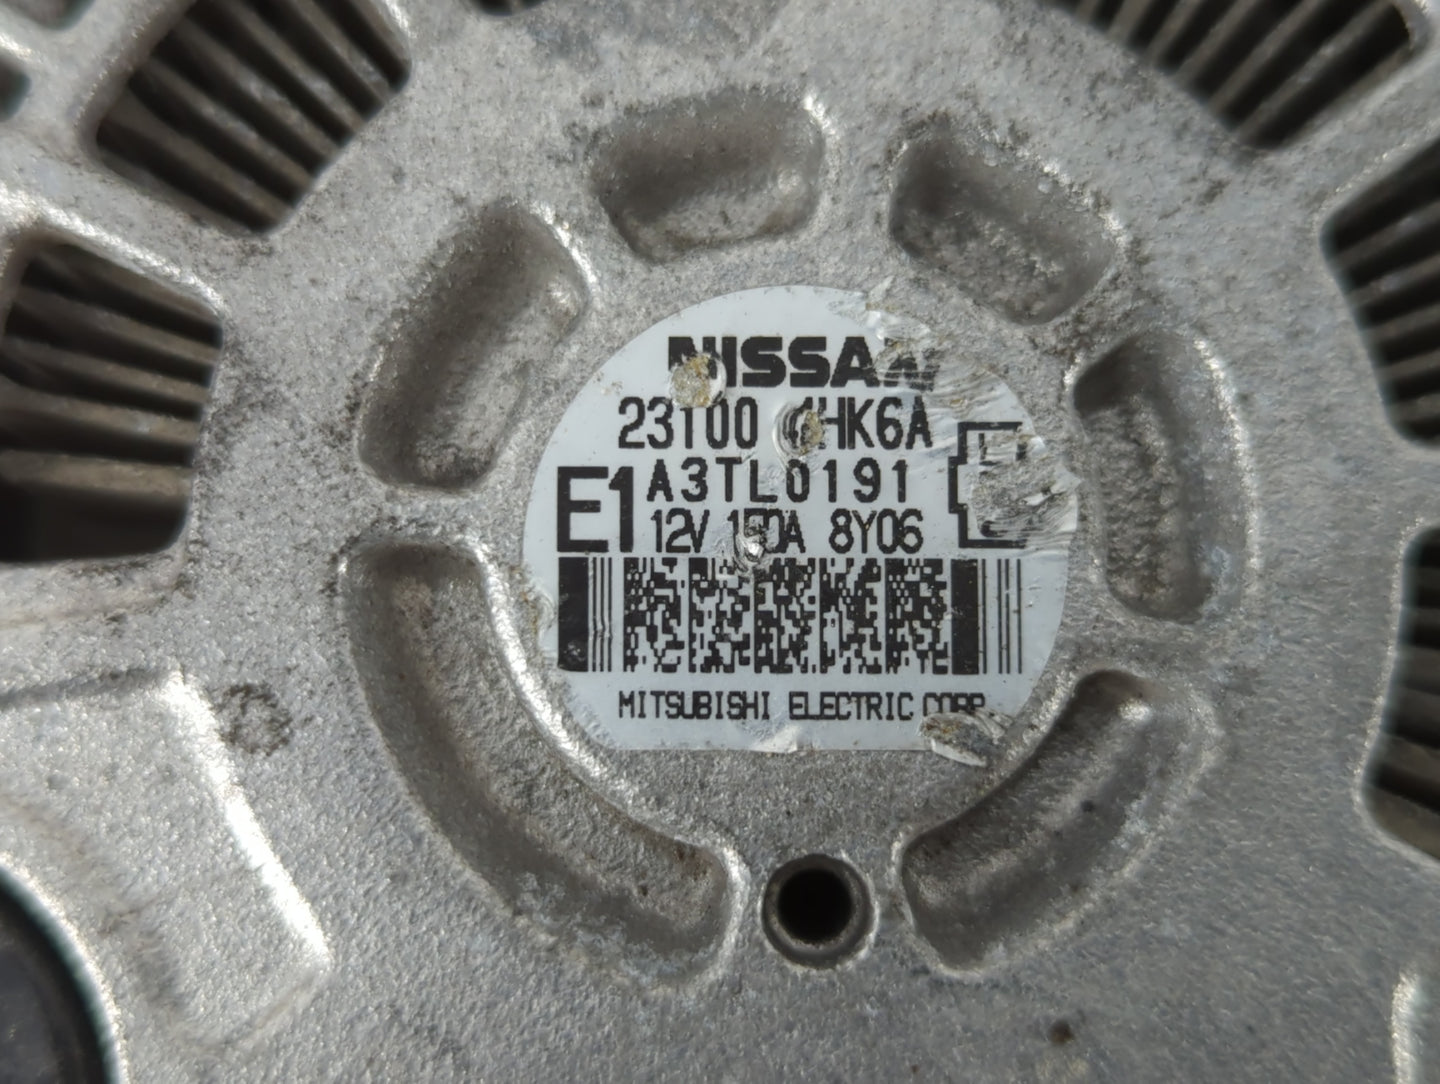 NISSAN
23100 4HK6A
E1
A3TL0191
12V 150A 8Y06
MITSUBISHI ELECTRIC CORP.